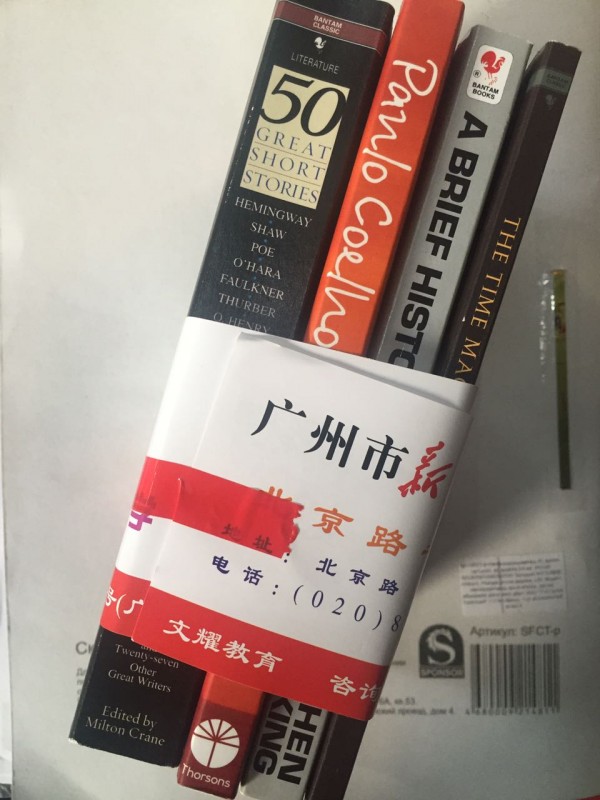 BANTAM
CLASSIC
LITERATURE
50
GREAT
SHORT
STORIES
HEMINGWAY
SHAW
POE
O'HARA
FAULKNER
THURBER
O. HENRY
Twenty-seven
Other
Great Writers
Edited by
Milton Crane
Paulo Coelho
Thorsons
BANTAM
BOOKS
A BRIEF HISTO
HEN
KING
THE TIME MAC
广州市新
北京路
地址：北京路
电话：(020)8
文耀教育 咨询
SPONSOR
Артикул: SFCT-p